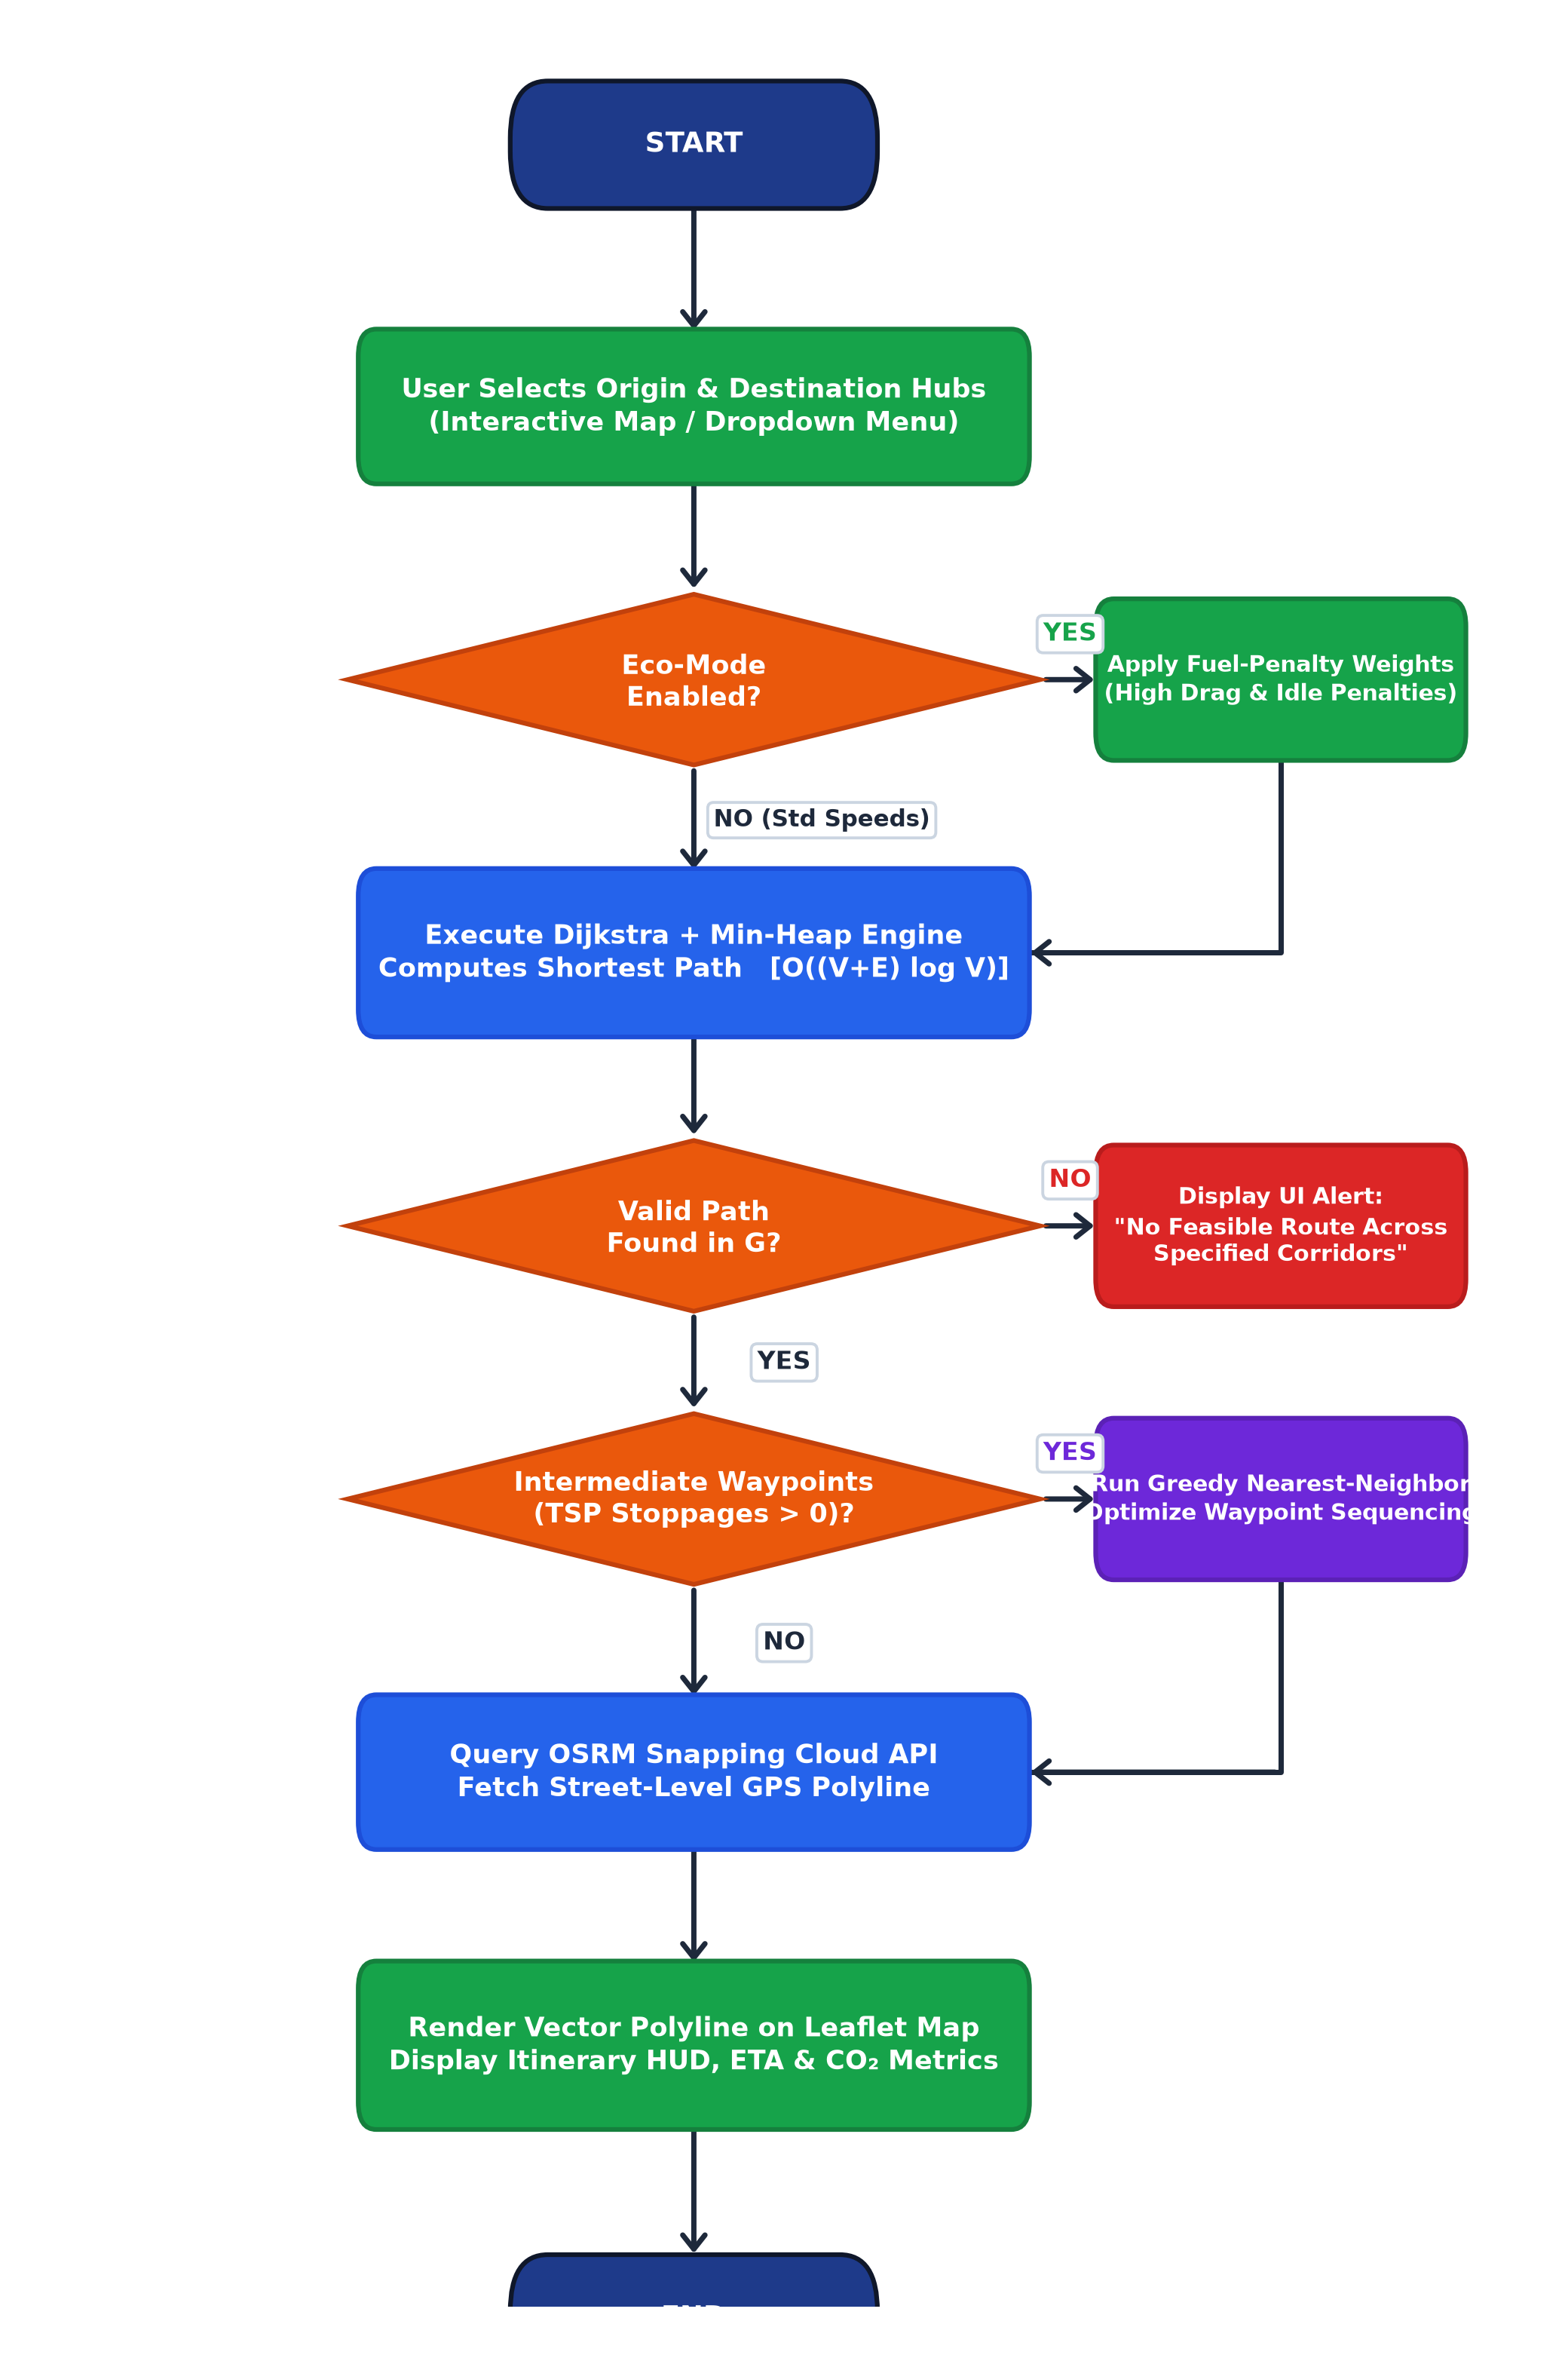 START
User Selects Origin & Destination Hubs
(Interactive Map / Dropdown Menu)
Eco-Mode
Enabled?
YES
Apply Fuel-Penalty Weights
(High Drag & Idle Penalties)
NO (Std Speeds)
Execute Dijkstra + Min-Heap Engine
Computes Shortest Path [O((V+E) log V)]
Valid Path
Found in G?
NO
Display UI Alert:
"No Feasible Route Across
Specified Corridors"
YES
Intermediate Waypoints
(TSP Stoppages > 0)?
YES
Run Greedy Nearest-Neighbor
Optimize Waypoint Sequencing
NO
Query OSRM Snapping Cloud API
Fetch Street-Level GPS Polyline
Render Vector Polyline on Leaflet Map
Display Itinerary HUD, ETA & CO₂ Metrics